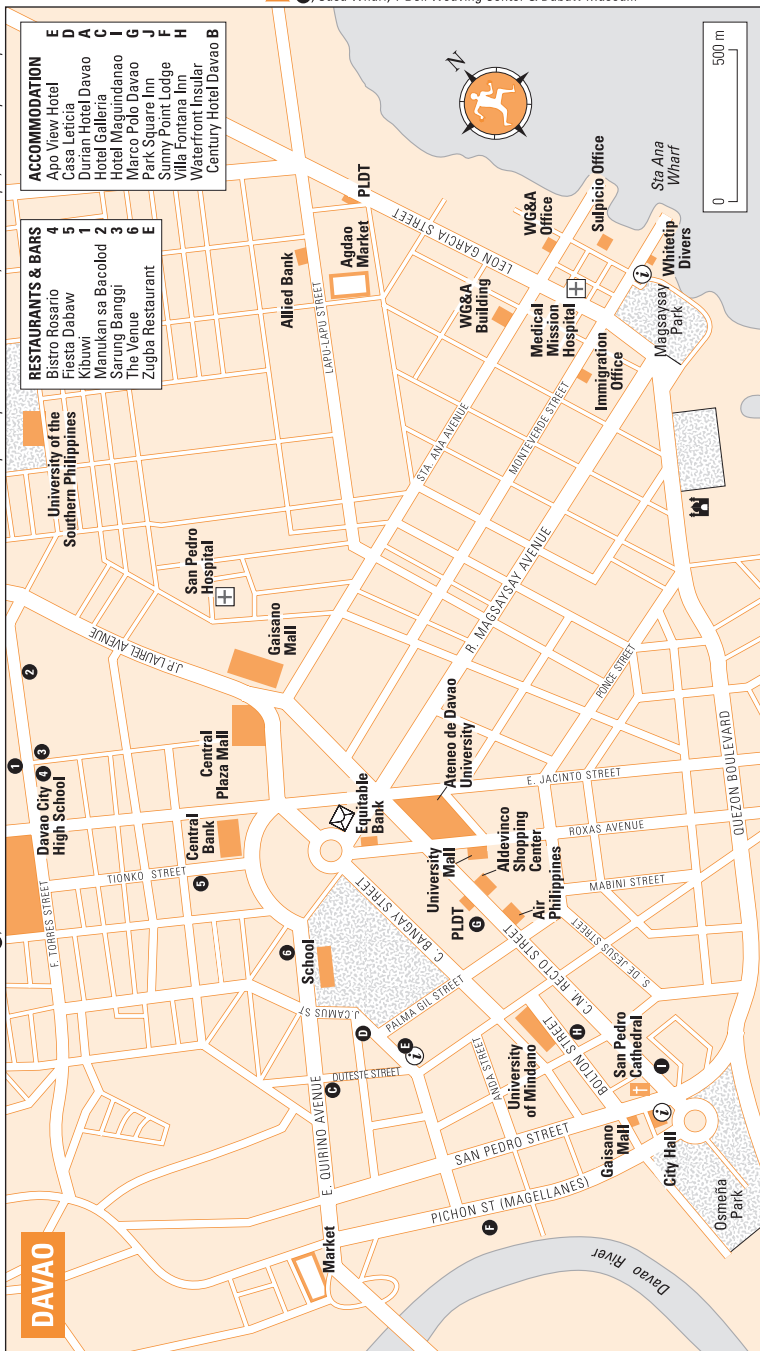 DAVAO
ACCOMMODATION
Apo View Hotel E
Casa Leticia D
Durian Hotel Davao A
Hotel Galleria C
Hotel Maguindanao I
Marco Polo Davao G
Park Square Inn J
Sunny Point Lodge F
Villa Fontana Inn H
Waterfront Insular
Century Hotel Davao B
RESTAURANTS & BARS
Bistro Rosario 4
Fiesta Dabaw 5
Kibuwi 1
Manukan sa Bacolod 2
Sarung Banggi 3
The Venue 6
Zugba Restaurant E
N
0 500 m
University of the
Southern Philippines
Allied Bank
LAPU-LAPU STREET
Agdao
Market
PLDT
LEON GARCIA STREET
WG&A
Office
Sulpicio Office
Sta Ana
Wharf
WG&A
Building
Medical
Mission
Hospital
Immigration
Office
i
Whitetip
Divers
Magsaysay
Park
STA. ANA AVENUE
MONTEVERDE STREET
R. MAGSAYSAY AVENUE
San Pedro
Hospital
J.P. LAUREL AVENUE
Gaisano
Mall
2
1
3
4
Davao City
High School
F. TORRES STREET
Central
Plaza Mall
Central
Bank
TIONKO STREET
5
Equitable
Bank
Ateneo de Davao
University
E. JACINTO STREET
PONCE STREET
QUEZON BOULEVARD
ROXAS AVENUE
University
Mall
Aldevinco
Shopping
Center
Air
Philippines
PLDT
G
MABINI STREET
S. DE JESUS STREET
C. BANGAY STREET
C.M. RECTO STREET
6
School
J. CAMUS ST
PALMA GIL STREET
D
E
i
DUTESTE STREET
C
E. QUIRINO AVENUE
ANDA STREET
University
of Mindano
BOLTON STREET
H
San Pedro
Cathedral
I
SAN PEDRO STREET
Gaisano
Mall
City Hall
i
PICHON ST (MAGELLANES)
F
Market
Osmeña
Park
Davao River